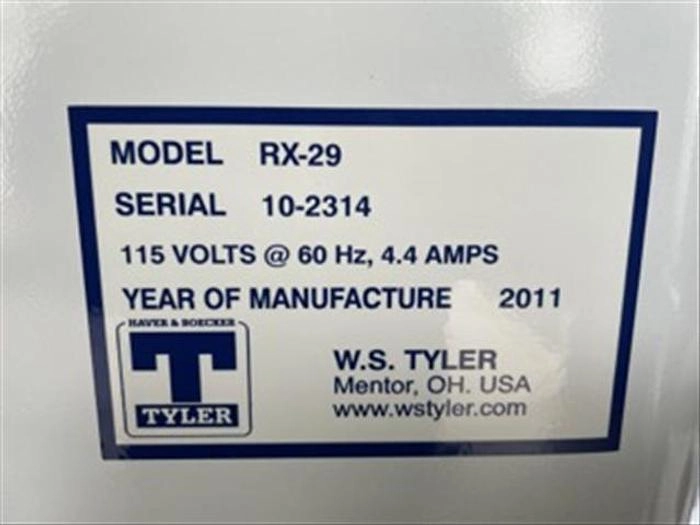 MODEL RX-29
SERIAL 10-2314
115 VOLTS @ 60 Hz, 4.4 AMPS
YEAR OF MANUFACTURE 2011
HAVER & BOECKER
T
TYLER
W.S. TYLER
Mentor, OH. USA
www.wstyler.com